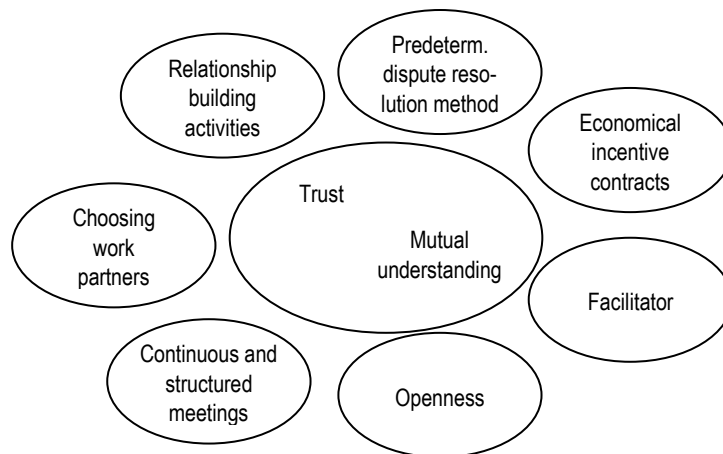 Predeterm.
dispute reso-
lution method
Relationship
building
activities
Economical
incentive
contracts
Trust
Choosing
work
partners
Mutual
understanding
Facilitator
Continuous and
structured
meetings
Openness